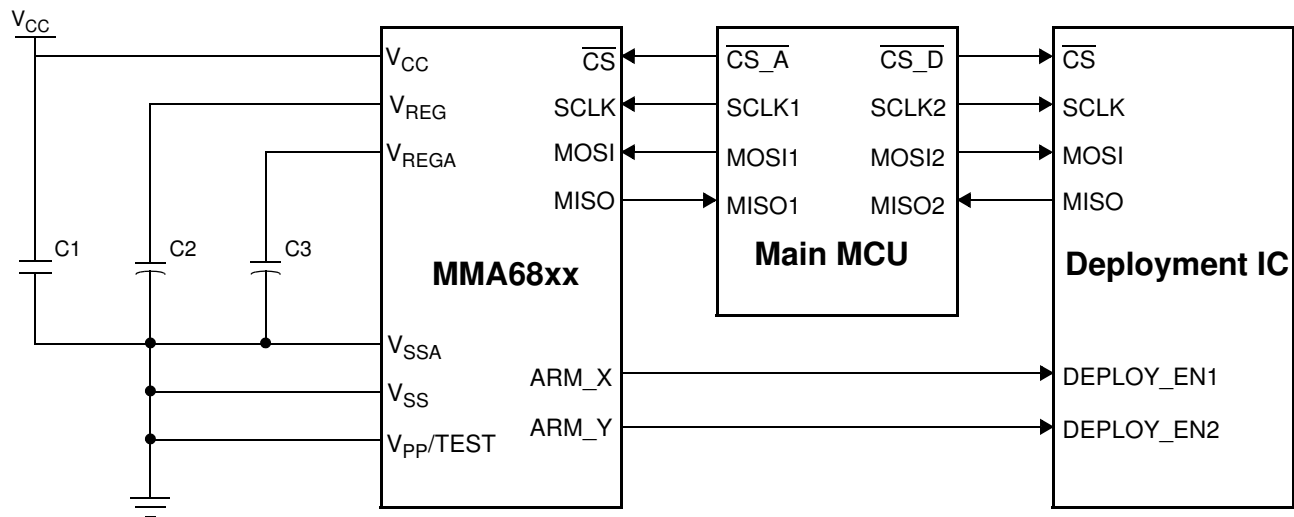 VCC
VCC
VREG
VREGA
C1
C2
C3
VSSA
VSS
VPP/TEST
CS
SCLK
MOSI
MISO
MMA68xx
ARM_X
ARM_Y
CS_A
SCLK1
MOSI1
MISO1
CS_D
SCLK2
MOSI2
MISO2
Main MCU
CS
SCLK
MOSI
MISO
Deployment IC
DEPLOY_EN1
DEPLOY_EN2